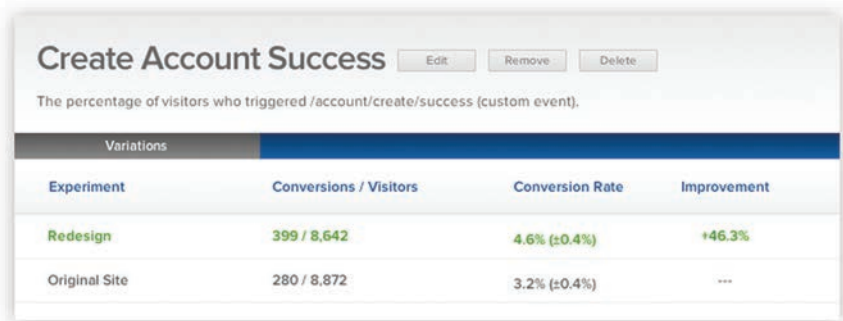 Create Account Success Edit Remove Delete
The percentage of visitors who triggered /account/create/success (custom event).
Variations
Experiment Conversions / Visitors Conversion Rate Improvement
Redesign 399 / 8,642 4.6% (±0.4%) +46.3%
Original Site 280 / 8,872 3.2% (±0.4%) ---